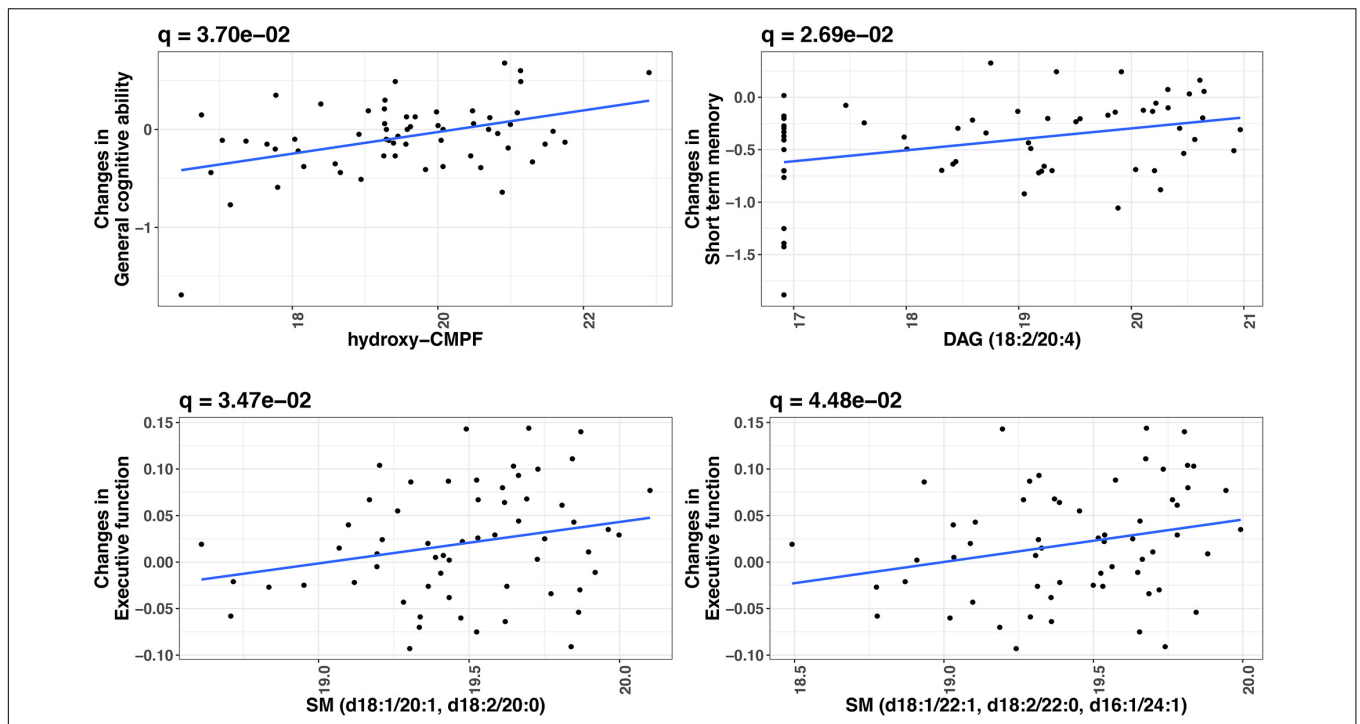 q = 3.70e−02
Changes in
General cognitive ability
0
−1
18
20
22
hydroxy−CMPF
q = 2.69e−02
Changes in
Short term memory
0.0
−0.5
−1.0
−1.5
17
18
19
20
21
DAG (18:2/20:4)
q = 3.47e−02
Changes in
Executive function
0.15
0.10
0.05
0.00
−0.05
−0.10
19.0
19.5
20.0
SM (d18:1/20:1, d18:2/20:0)
q = 4.48e−02
Changes in
Executive function
0.15
0.10
0.05
0.00
−0.05
−0.10
18.5
19.0
19.5
20.0
SM (d18:1/22:1, d18:2/22:0, d16:1/24:1)